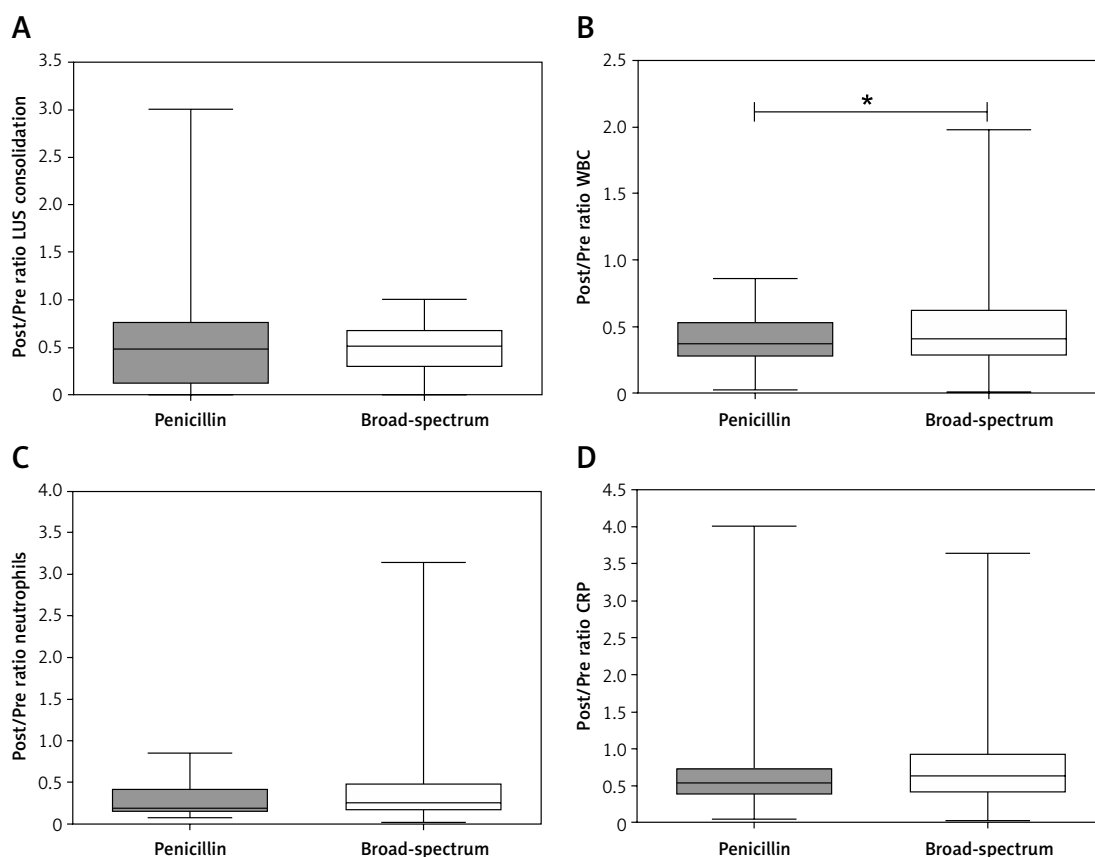 A
Post/Pre ratio LUS consolidation
3.5
3.0
2.5
2.0
1.5
1.0
0.5
0
Penicillin Broad-spectrum
B
Post/Pre ratio WBC
2.5
2.0
1.5
1.0
0.5
0
*
Penicillin Broad-spectrum
C
Post/Pre ratio neutrophils
4.0
3.5
3.0
2.5
2.0
1.5
1.0
0.5
0
Penicillin Broad-spectrum
D
Post/Pre ratio CRP
4.5
4.0
3.5
3.0
2.5
2.0
1.5
1.0
0.5
0
Penicillin Broad-spectrum